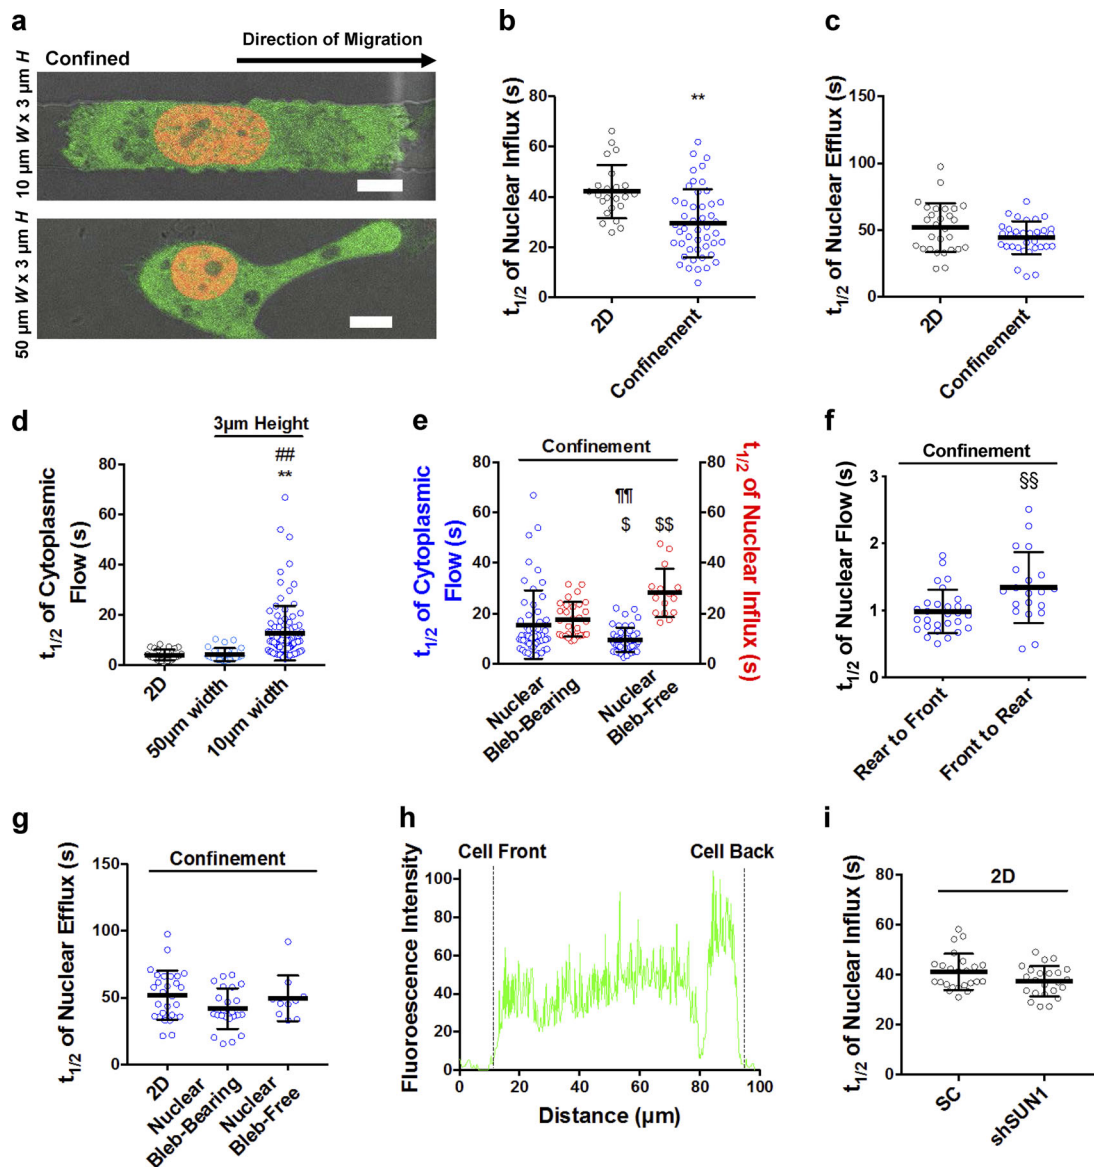 a
Confined
Direction of Migration
10 µm W x 3 µm H
50 µm W x 3 µm H
b
t1/2 of Nuclear Influx (s)
80
60
40
20
0
**
2D
Confinement
c
t1/2 of Nuclear Efflux (s)
150
100
50
0
2D
Confinement
d
3µm Height
##
**
t1/2 of Cytoplasmic
Flow (s)
80
60
40
20
0
2D
50µm width
10µm width
e
Confinement
t1/2 of Cytoplasmic
Flow (s)
80
60
40
20
0
¶¶
$
$$
80
60
40
20
0
t1/2 of Nuclear Influx (s)
Nuclear
Bleb-Bearing
Nuclear
Bleb-Free
f
Confinement
§§
t1/2 of Nuclear Flow (s)
3
2
1
0
Rear to Front
Front to Rear
g
Confinement
t1/2 of Nuclear Efflux (s)
150
100
50
0
2D
Nuclear
Bleb-Bearing
Nuclear
Bleb-Free
h
Cell Front
Cell Back
Fluoroescence Intensity
100
80
60
40
20
0
0
20
40
60
80
100
Distance (µm)
i
2D
t1/2 of Nuclear Influx (s)
80
60
40
20
0
SC
shSUN1